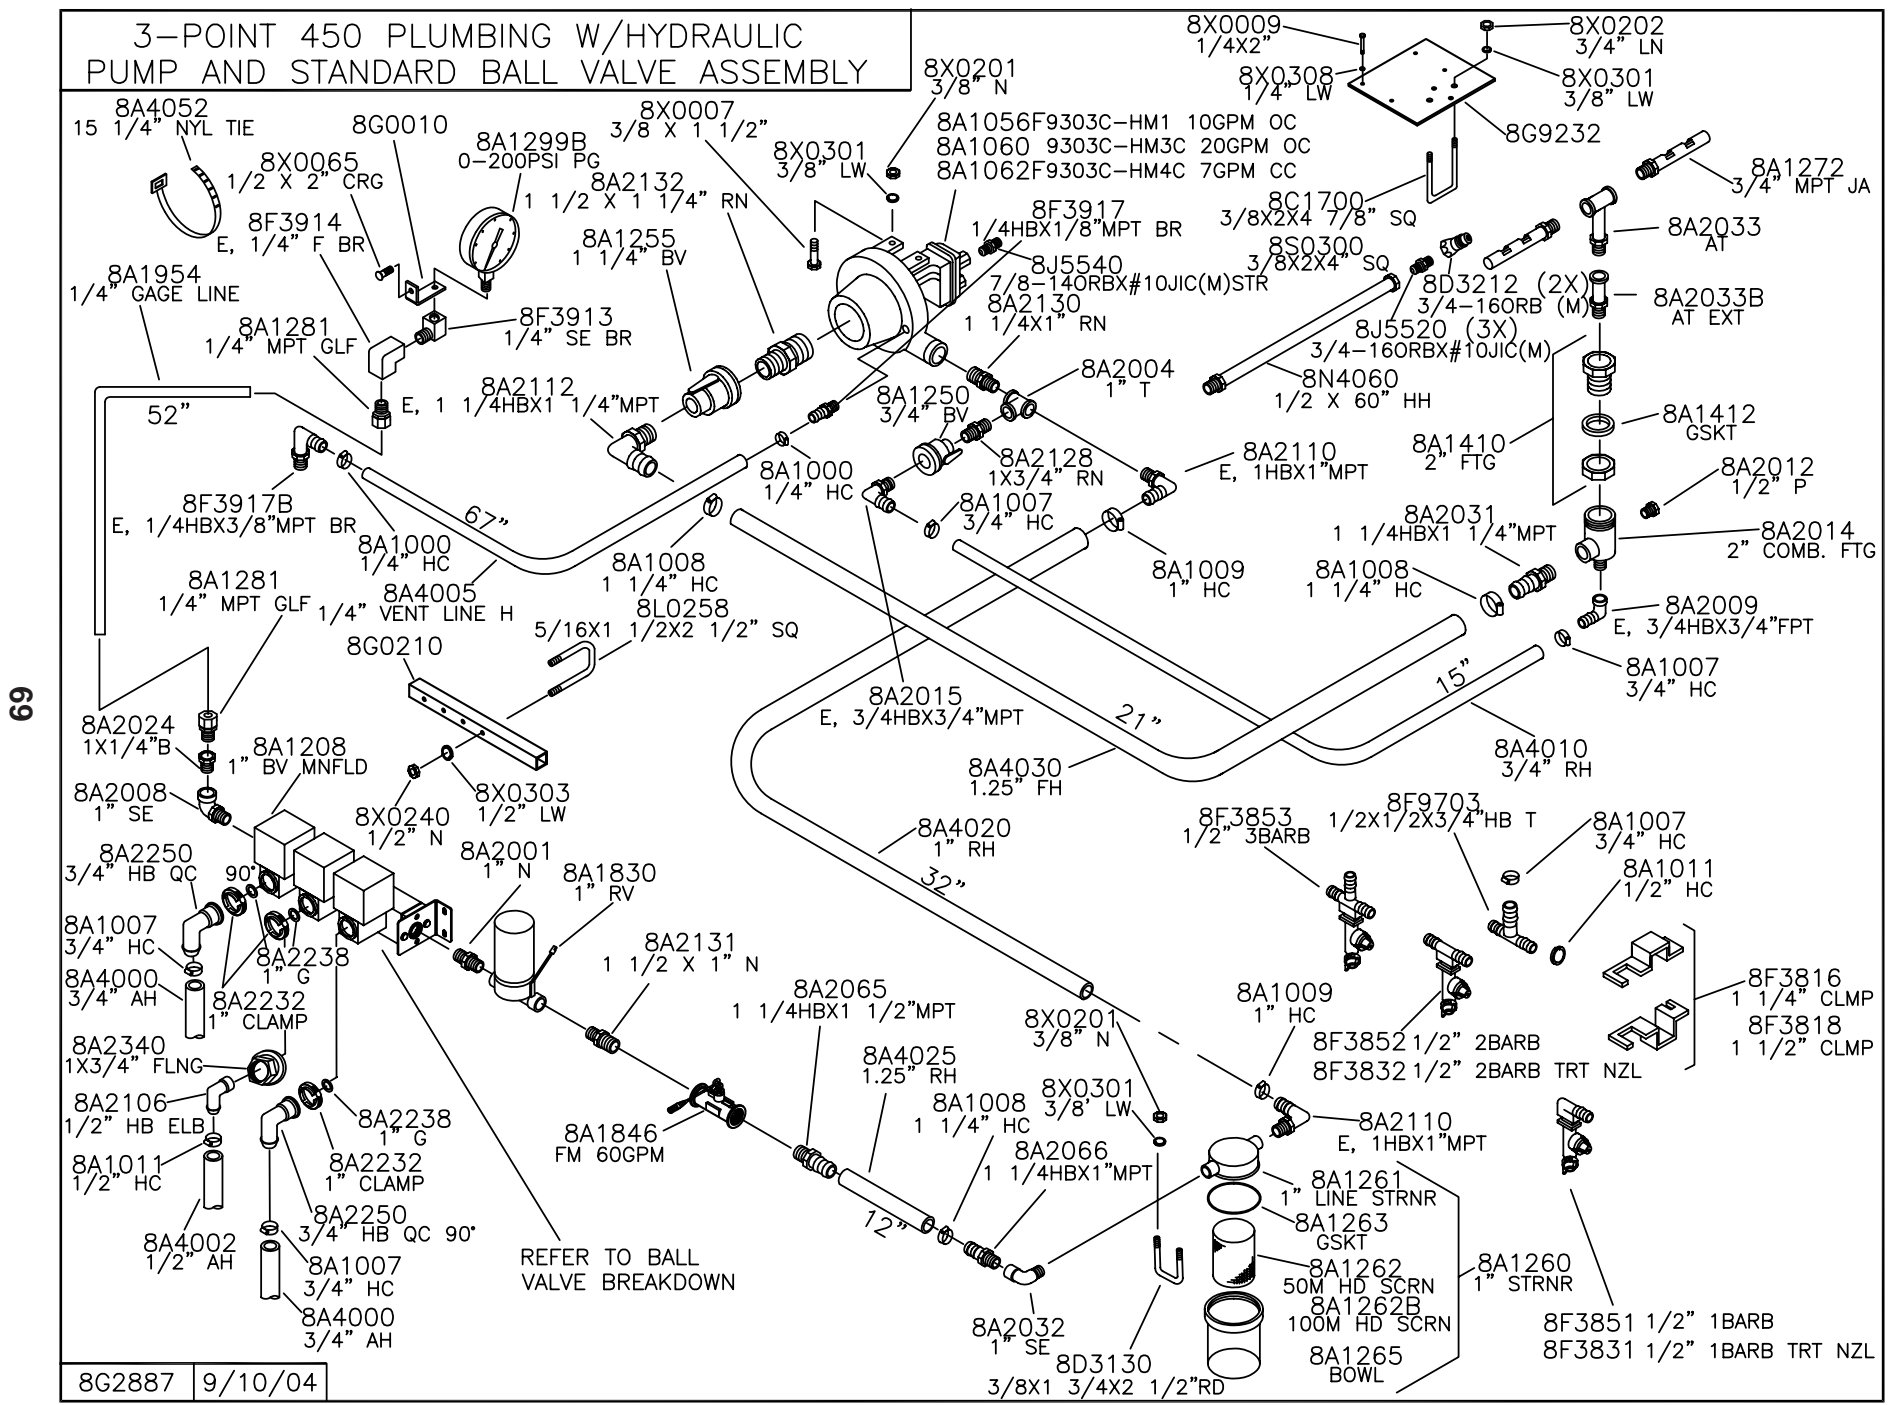 3-POINT 450 PLUMBING W/HYDRAULIC
PUMP AND STANDARD BALL VALVE ASSEMBLY
8A4052
15 1/4" NYL TIE
8X0065
1/2 X 2" CRG
8G0010
8A1299B
0-200PSI PG
8F3914
E, 1/4" F BR
8A1954
1/4" GAGE LINE
8A1281
1/4" MPT GLF
8F3913
1/4" SE BR
52"
8X0007
3/8 X 1 1/2"
8A2132
1 1/2 X 1 1/4" RN
8A1255
1 1/4" BV
8X0201
3/8" N
8X0301
3/8" LW
8A1056F9303C-HM1 10GPM OC
8A1060 9303C-HM3C 20GPM OC
8A1062F9303C-HM4C 7GPM CC
8F3917
1/4HBX1/8"MPT BR
8J5540
7/8-14ORBX#10JIC(M)STR
8A2130
1 1/4X1" RN
8A2004
1" T
8A1250
3/4" BV
8A2112
E, 1 1/4HBX1 1/4"MPT
8A1000
1/4" HC
8A2128
1X3/4" RN
8A2110
E, 1HBX1"MPT
8A1007
3/4" HC
8A1009
1" HC
8X0009
1/4X2"
8X0202
3/4" LN
8X0308
1/4" LW
8X0301
3/8" LW
8G9232
8C1700
3/8X2X4 7/8" SQ
8S0300
3/8X2X4" SQ
8A1272
3/4" MPT JA
8A2033
AT
8D3212 (2X)
3/4-16ORB (M)
8A2033B
AT EXT
8J5520 (3X)
3/4-16ORBX#10JIC(M)
8N4060
1/2 X 60" HH
8A1410
2" FTG
8A1412
GSKT
8A2012
1/2" P
8A2031
1 1/4HBX1 1/4"MPT
8A2014
2" COMB. FTG
8A1008
1 1/4" HC
8A2009
E, 3/4HBX3/4"FPT
8A1007
3/4" HC
8F3917B
E, 1/4HBX3/8"MPT BR
67"
8A1000
1/4" HC
8A4005
1/4" VENT LINE H
8A1008
1 1/4" HC
8A1281
1/4" MPT GLF
8L0258
5/16X1 1/2X2 1/2" SQ
8G0210
8A2015
E, 3/4HBX3/4"MPT
15"
21"
8A4010
3/4" RH
8A4030
1.25" FH
69
8A2024
1X1/4"B
8A1208
1" BV MNFLD
8A2008
1" SE
8X0303
1/2" LW
8X0240
1/2" N
8A2001
1" N
8A1830
1" RV
8A4020
1" RH
32"
8A2250
3/4" HB QC 90°
8A1007
3/4" HC
8A4000
3/4" AH
8A2238
1" G
8A2232
1" CLAMP
8A2340
1X3/4" FLNG
8A2106
1/2" HB ELB
8A1011
1/2" HC
8A4002
1/2" AH
8A2238
1" G
8A2232
1" CLAMP
8A2250
3/4" HB QC 90°
8A1007
3/4" HC
8A4000
3/4" AH
8A2131
1 1/2 X 1" N
8A2065
1 1/4HBX1 1/2"MPT
8A1846
FM 60GPM
8A4025
1.25" RH
12"
8A1008
1 1/4" HC
8A2066
1 1/4HBX1"MPT
8A2032
1" SE
8X0201
3/8" N
8X0301
3/8' LW
8D3130
3/8X1 3/4X2 1/2"RD
8A1009
1" HC
8A2110
E, 1HBX1"MPT
8A1261
1" LINE STRNR
8A1263
GSKT
8A1262
50M HD SCRN
8A1262B
100M HD SCRN
8A1265
BOWL
8A1260
1" STRNR
8F3853
1/2" 3BARB
8F9703
1/2X1/2X3/4"HB T
8A1007
3/4" HC
8A1011
1/2" HC
8F3852 1/2" 2BARB
8F3832 1/2" 2BARB TRT NZL
8F3816
1 1/4" CLMP
8F3818
1 1/2" CLMP
8F3851 1/2" 1BARB
8F3831 1/2" 1BARB TRT NZL
REFER TO BALL
VALVE BREAKDOWN
8G2887
9/10/04